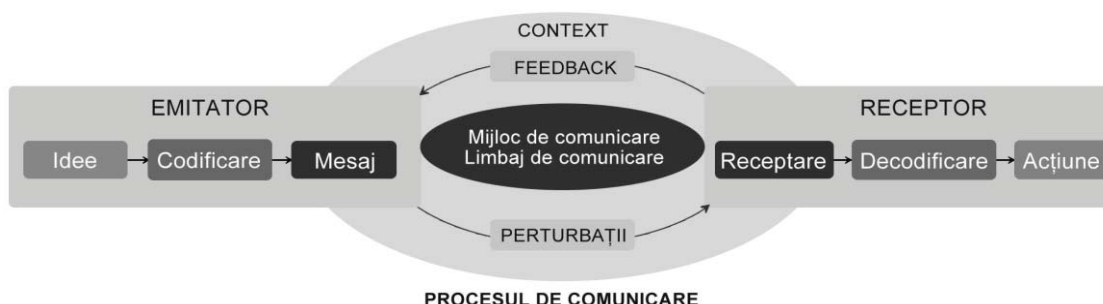 CONTEXT
FEEDBACK
EMITATOR
RECEPTOR
Idee
Codificare
Mesaj
Mijloc de comunicare
Limbaj de comunicare
Receptare
Decodificare
Acțiune
PERTURBAȚII
PROCESUL DE COMUNICARE